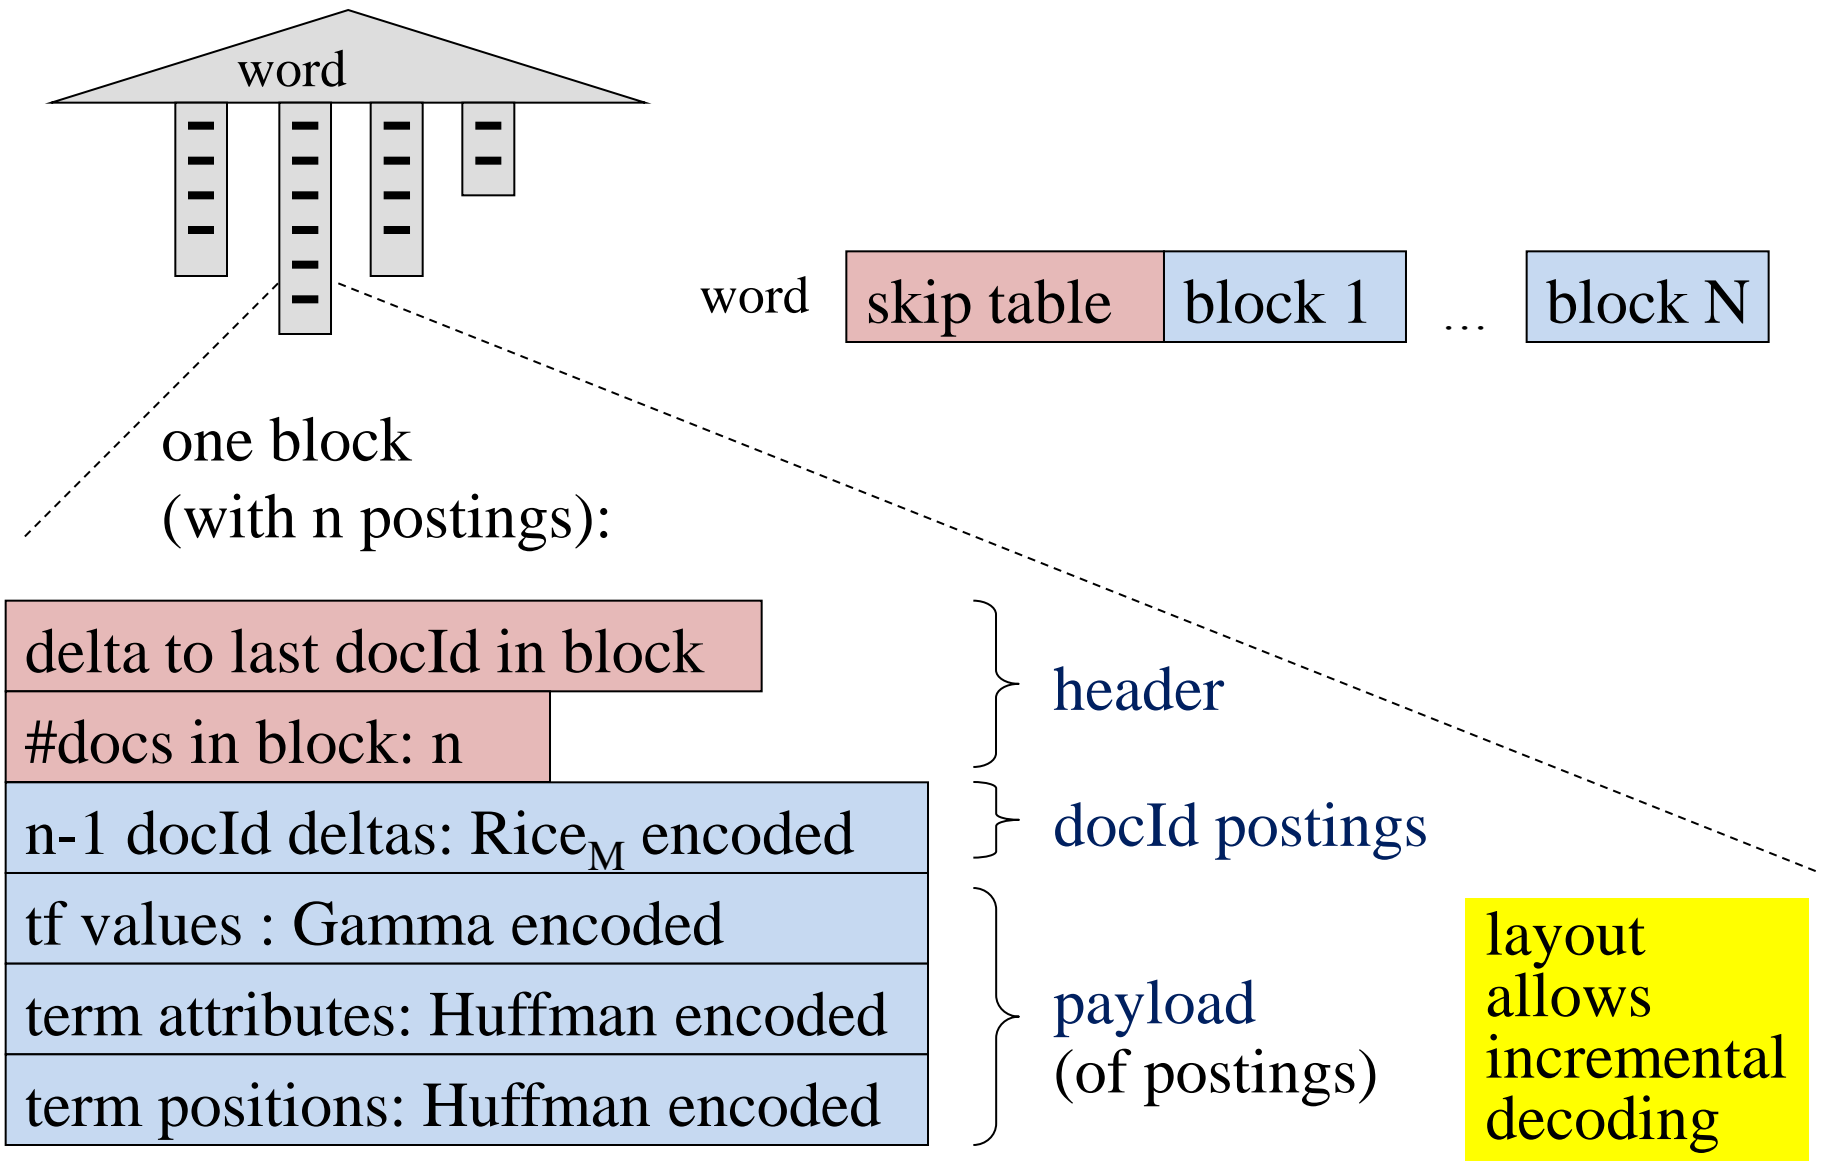 word
word
skip table
block 1
…
block N
one block
(with n postings):
delta to last docId in block
#docs in block: n
header
n-1 docId deltas: Rice_M encoded
docId postings
tf values : Gamma encoded
term attributes: Huffman encoded
term positions: Huffman encoded
payload
(of postings)
layout
allows
incremental
decoding